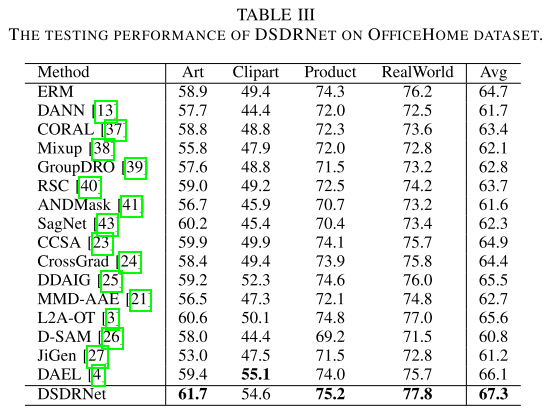 TABLE III
THE TESTING PERFORMANCE OF DSDRNET ON OFFICEHOME DATASET.
Method Art Clipart Product RealWorld Avg
ERM 58.9 49.4 74.3 76.2 64.7
DANN [13] 57.7 44.4 72.0 72.5 61.7
CORAL [37] 58.8 48.8 72.3 73.6 63.4
Mixup [38] 55.8 47.9 72.0 72.8 62.1
GroupDRO [39] 57.6 48.8 71.5 73.2 62.8
RSC [40] 59.0 49.2 72.5 74.2 63.7
ANDMask [41] 56.7 45.9 70.7 73.2 61.6
SagNet [43] 60.2 45.4 70.4 73.4 62.3
CCSA [23] 59.9 49.9 74.1 75.7 64.9
CrossGrad [24] 58.4 49.4 73.9 75.8 64.4
DDAIG [25] 59.2 52.3 74.6 76.0 65.5
MMD-AAE [21] 56.5 47.3 72.1 74.8 62.7
L2A-OT [3] 60.6 50.1 74.8 77.0 65.6
D-SAM [26] 58.0 44.4 69.2 71.5 60.8
JiGen [27] 53.0 47.5 71.5 72.8 61.2
DAEL [4] 59.4 55.1 74.0 75.7 66.1
DSDRNet 61.7 54.6 75.2 77.8 67.3